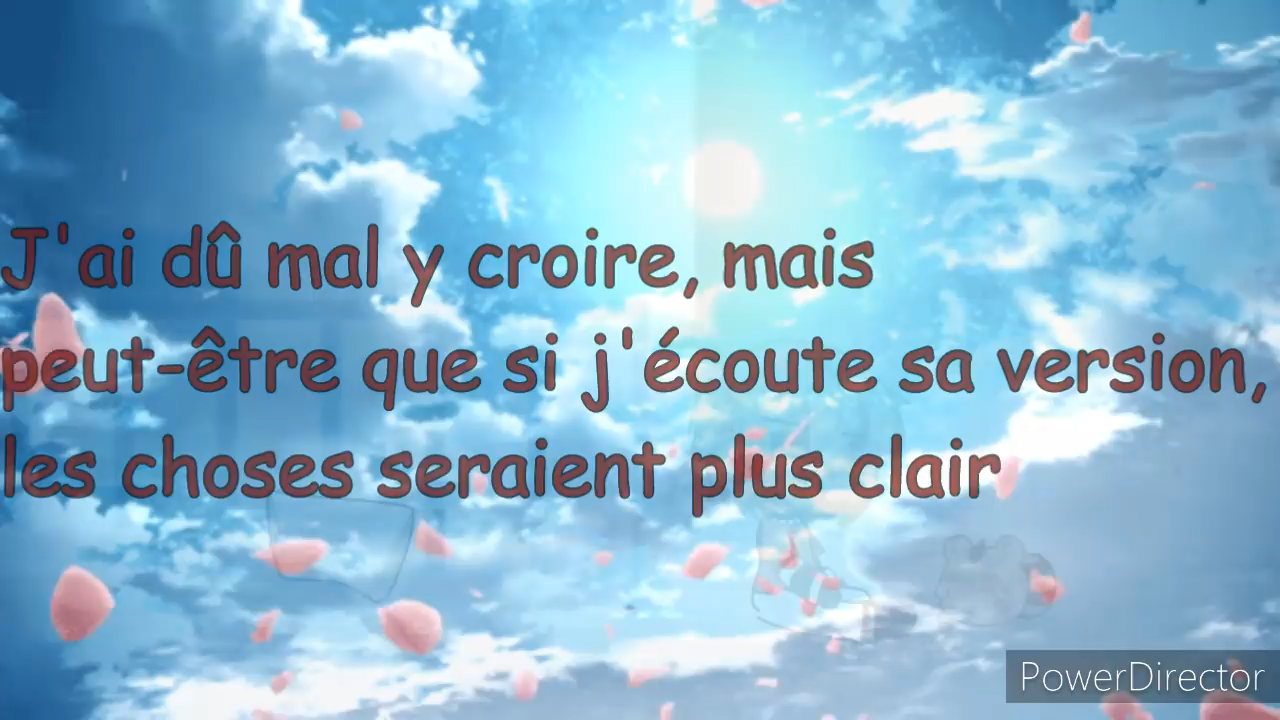 J'ai dû mal y croire, mais
peut-être que si j'écoute sa version,
les choses seraient plus clair
PowerDirector